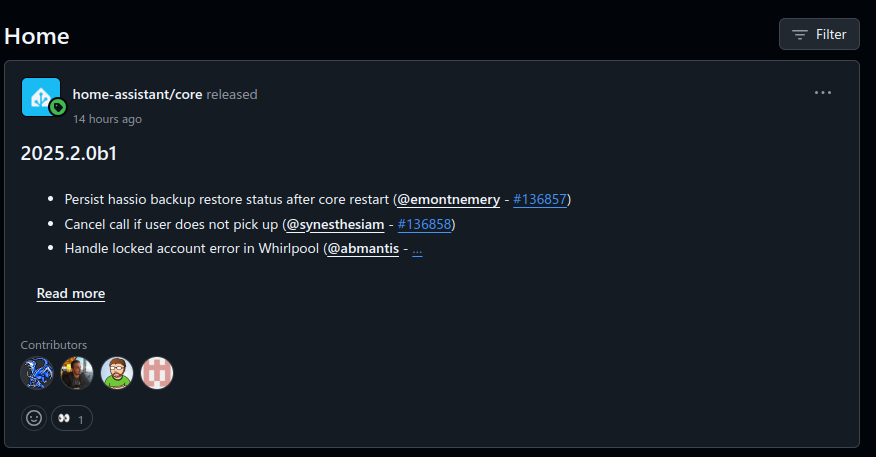 Home
Filter
home-assistant/core released
14 hours ago
2025.2.0b1
Persist hassio backup restore status after core restart (@emontnemery - #136857)
Cancel call if user does not pick up (@synesthesiam - #136858)
Handle locked account error in Whirlpool (@abmantis - ...
Read more
Contributors
1